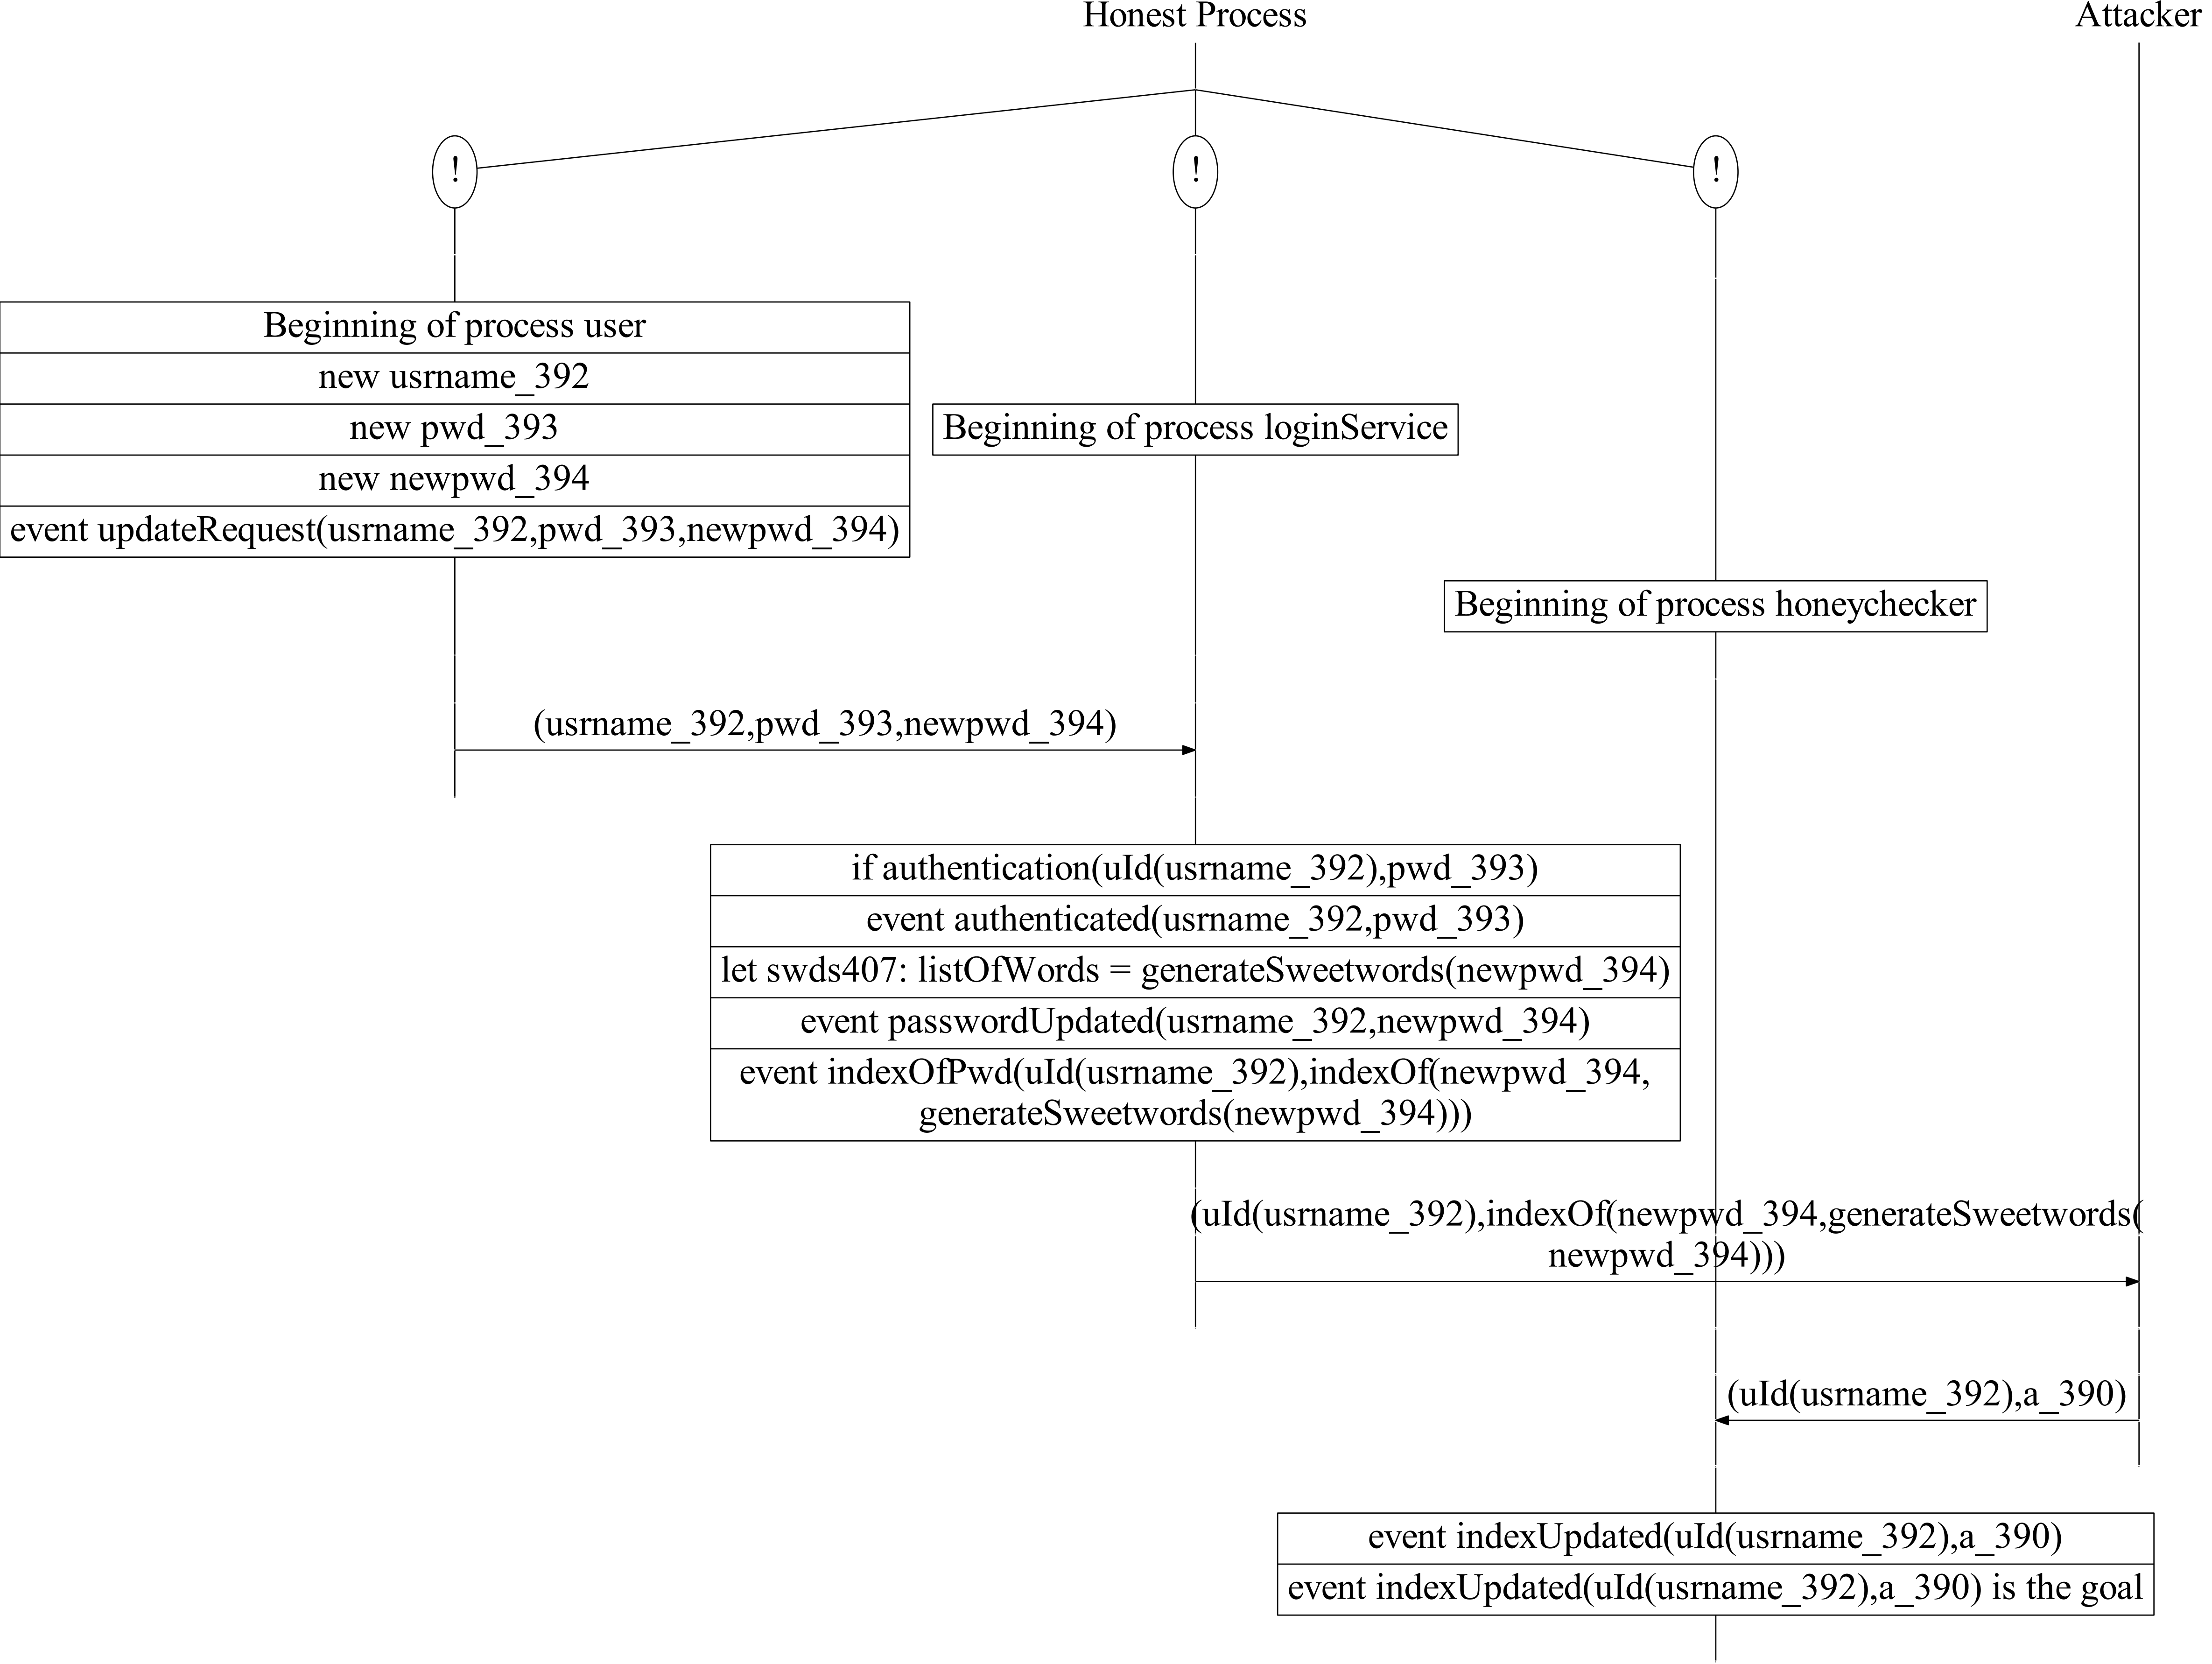 Honest Process
Attacker
!
!
!
Beginning of process user
new usrname_392
new pwd_393
new newpwd_394
event updateRequest(usrname_392,pwd_393,newpwd_394)
Beginning of process loginService
Beginning of process honeychecker
(usrname_392,pwd_393,newpwd_394)
if authentication(uId(usrname_392),pwd_393)
event authenticated(usrname_392,pwd_393)
let swds407: listOfWords = generateSweetwords(newpwd_394)
event passwordUpdated(usrname_392,newpwd_394)
event indexOfPwd(uId(usrname_392),indexOf(newpwd_394,
generateSweetwords(newpwd_394)))
(uId(usrname_392),indexOf(newpwd_394,generateSweetwords(
newpwd_394)))
(uId(usrname_392),a_390)
event indexUpdated(uId(usrname_392),a_390)
event indexUpdated(uId(usrname_392),a_390) is the goal